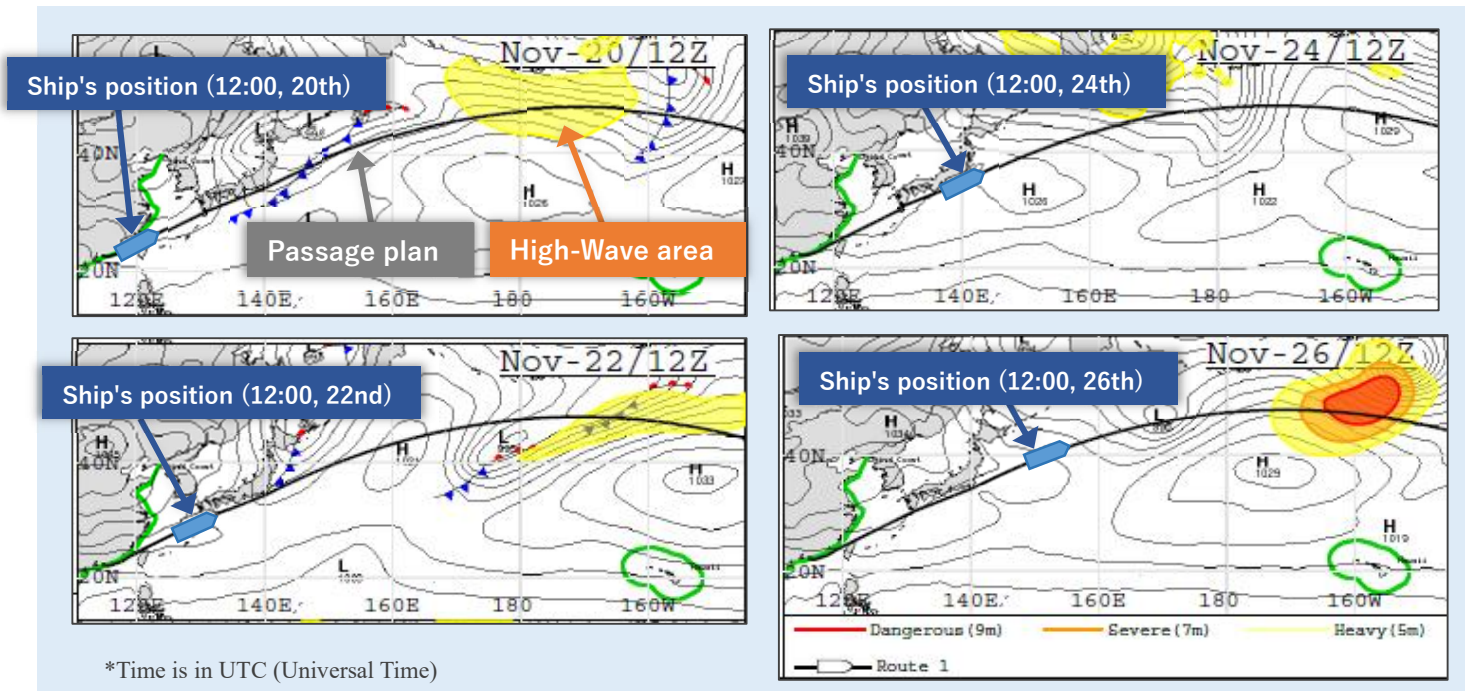 Nov-20/12Z
Ship's position (12:00, 20th)
40N
H
1026
H
Passage plan
High-Wave area
20N
120E 140E 160E 180 160W
Nov-24/12Z
Ship's position (12:00, 24th)
H
1039
40N
H
1029
H
1026
H
1022
20N
120E 140E 160E 180 160W
Nov-22/12Z
Ship's position (12:00, 22nd)
H
H
L
40N
H
1033
L
20N
120E 140E 160E 180 160W
Nov-26/12Z
Ship's position (12:00, 26th)
H
L
40N
H
1029
H
1019
20N
120E 140E 160E 180 160W
Dangerous(9m) Severe(7m) Heavy(5m)
Route 1
*Time is in UTC (Universal Time)